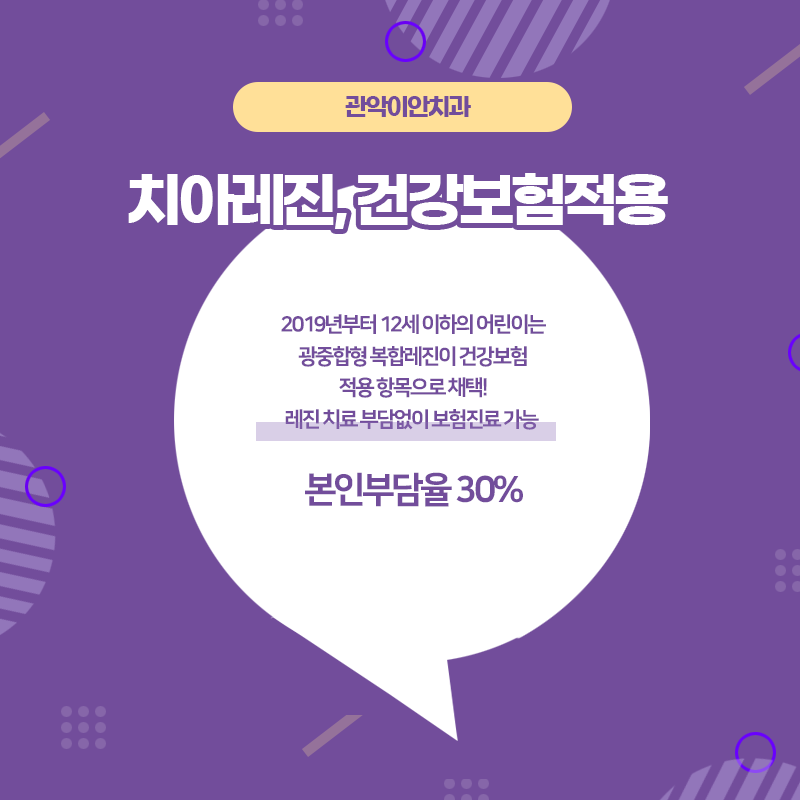 관악이안치과
치아레진, 건강보험적용
2019년부터 12세 이하의 어린이는
광중합형 복합레진이 건강보험
적용 항목으로 채택!
레진 치료 부담없이 보험진료 가능
본인부담율 30%